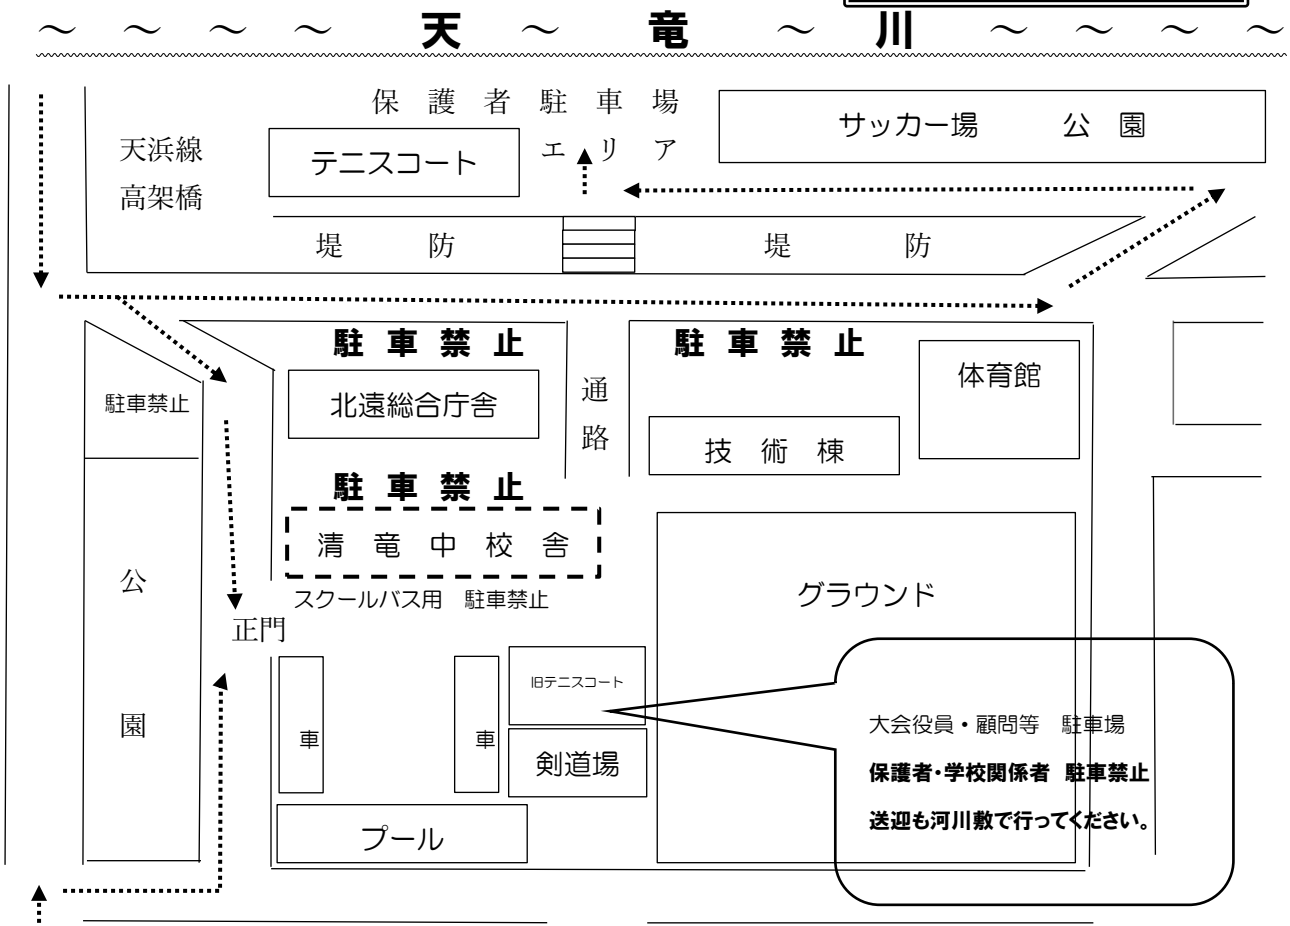 ～ ～ ～ ～ 天 ～ 竜 ～ 川 ～ ～ ～ ～
保護者駐車場
エリア
サッカー場　公園
天浜線
高架橋
テニスコート
堤防
堤防
駐車禁止
駐車禁止
駐車禁止
北遠総合庁舎
通路
体育館
技術棟
駐車禁止
清竜中校舎
スクールバス用　駐車禁止
公園
正門
グラウンド
旧テニスコート
車
車
剣道場
プール
大会役員・顧問等　駐車場
保護者・学校関係者　駐車禁止
送迎も河川敷で行ってください。